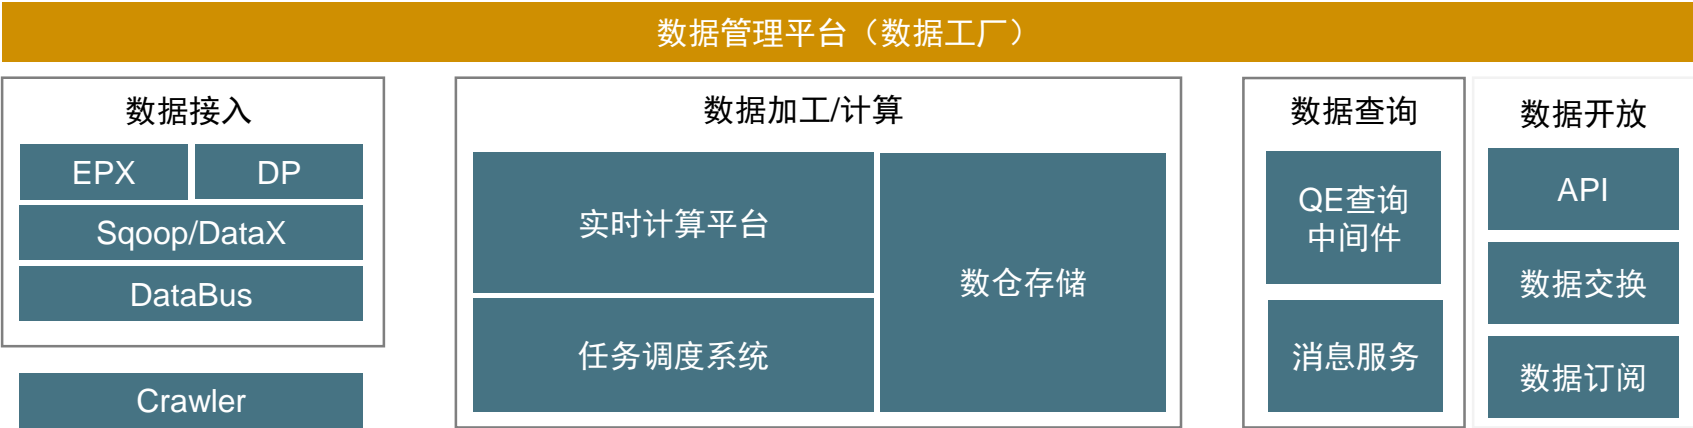 数据管理平台（数据工厂）
数据接入
EPX
DP
Sqoop/DataX
DataBus
Crawler
数据加工/计算
实时计算平台
任务调度系统
数仓存储
数据查询
QE查询
中间件
消息服务
数据开放
API
数据交换
数据订阅